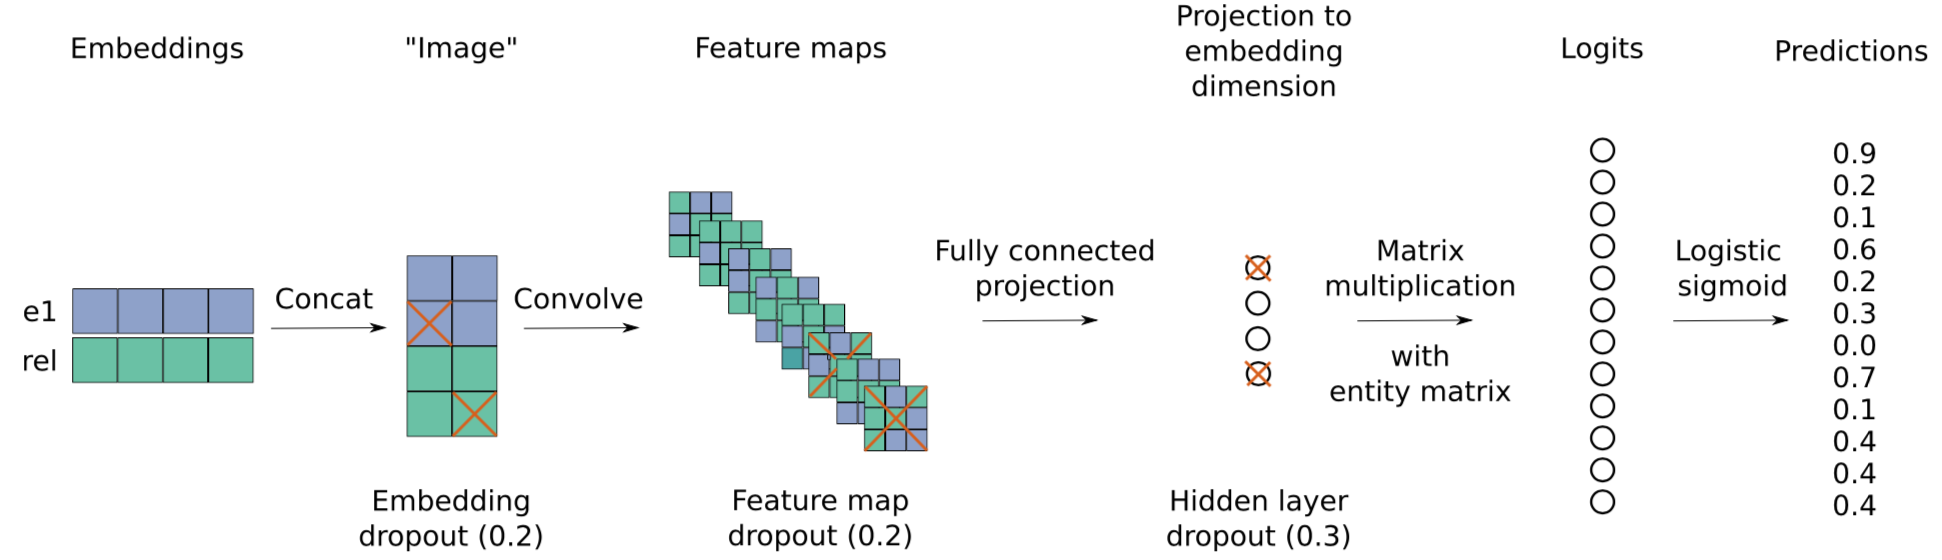 Embeddings
"Image"
Feature maps
Projection to
embedding
dimension
Logits
Predictions
e1
rel
Concat
Convolve
Fully connected
projection
Matrix
multiplication
with
entity matrix
Logistic
sigmoid
0.9
0.2
0.1
0.6
0.2
0.3
0.0
0.7
0.1
0.4
0.4
0.4
Embedding
dropout (0.2)
Feature map
dropout (0.2)
Hidden layer
dropout (0.3)